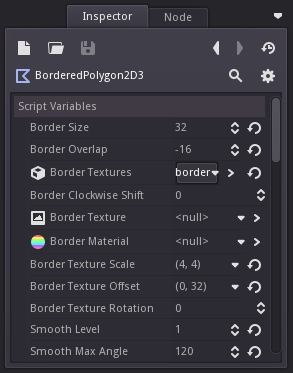 Inspector Node
BorderedPolygon2D3
Script Variables
Border Size 32
Border Overlap -16
Border Textures border
Border Clockwise Shift 0
Border Texture <null>
Border Material <null>
Border Texture Scale (4, 4)
Border Texture Offset (0, 32)
Border Texture Rotation 0
Smooth Level 1
Smooth Max Angle 120